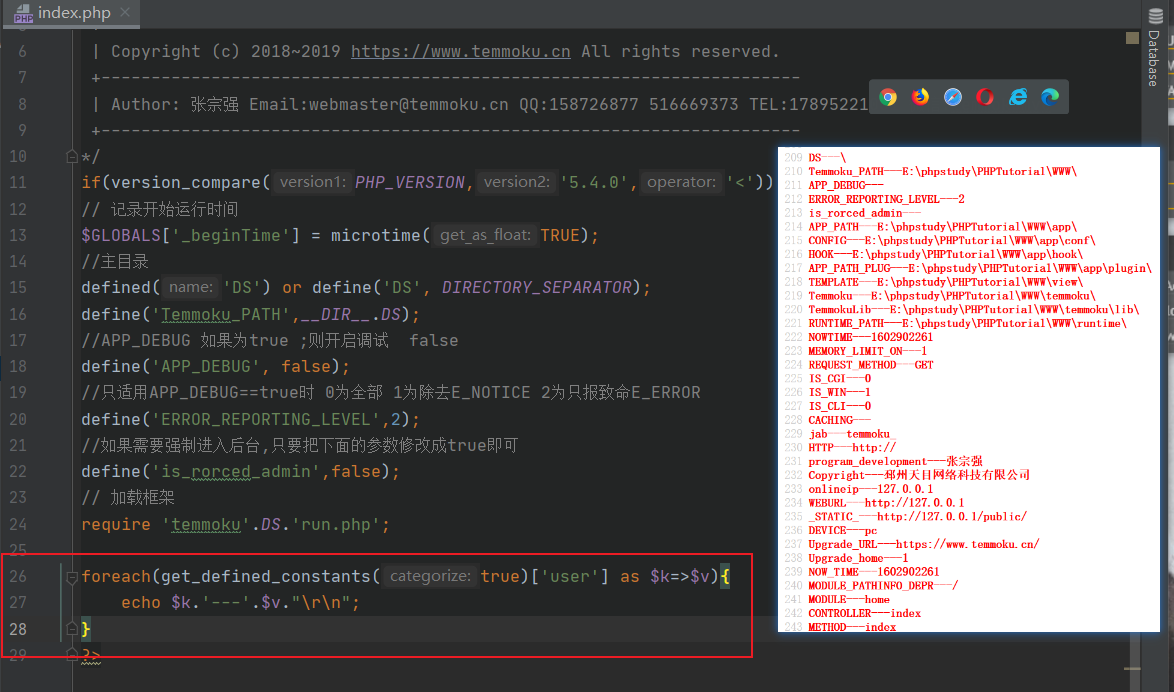 index.php
Database
6 | Copyright (c) 2018~2019 https://www.temmoku.cn All rights reserved.
7 +----------------------------------------------------------------------
8 | Author: 张宗强 Email:webmaster@temmoku.cn QQ:158726877 516669373 TEL:17895221
9 +----------------------------------------------------------------------
10 */
11 if(version_compare( version1: PHP_VERSION, version2: '5.4.0', operator: '<'))
12 // 记录开始运行时间
13 $GLOBALS['_beginTime'] = microtime( get_as_float: TRUE);
14 //主目录
15 defined( name: 'DS') or define('DS', DIRECTORY_SEPARATOR);
16 define('Temmoku_PATH',__DIR__.DS);
17 //APP_DEBUG 如果为true ;则开启调试 false
18 define('APP_DEBUG', false);
19 //只适用APP_DEBUG==true时 0为全部 1为除去E_NOTICE 2为只报致命E_ERROR
20 define('ERROR_REPORTING_LEVEL',2);
21 //如果需要强制进入后台,只要把下面的参数修改成true即可
22 define('is_rorced_admin',false);
23 // 加载框架
24 require 'temmoku'.DS.'run.php';
25
26 foreach(get_defined_constants( categorize: true)['user'] as $k=>$v){
27 echo $k.'---'.$v."\r\n";
28 }
29 ?>
209 DS---\
210 Temmoku_PATH---E:\phpstudy\PHPTutorial\WWW\
211 APP_DEBUG---
212 ERROR_REPORTING_LEVEL---2
213 is_rorced_admin---
214 APP_PATH---E:\phpstudy\PHPTutorial\WWW\app\
215 CONFIG---E:\phpstudy\PHPTutorial\WWW\app\conf\
216 HOOK---E:\phpstudy\PHPTutorial\WWW\app\hook\
217 APP_PATH_PLUG---E:\phpstudy\PHPTutorial\WWW\app\plugin\
218 TEMPLATE---E:\phpstudy\PHPTutorial\WWW\view\
219 Temmoku---E:\phpstudy\PHPTutorial\WWW\temmoku\
220 TemmokuLib---E:\phpstudy\PHPTutorial\WWW\temmoku\lib\
221 RUNTIME_PATH---E:\phpstudy\PHPTutorial\WWW\runtime\
222 NOWTIME---1602902261
223 MEMORY_LIMIT_ON---1
224 REQUEST_METHOD---GET
225 IS_CGI---0
226 IS_WIN---1
227 IS_CLI---0
228 CACHING---
229 jab---temmoku_
230 HTTP---http://
231 program_development---张宗强
232 Copyright---郑州天目网络科技有限公司
233 onlineip---127.0.0.1
234 WEBURL---http://127.0.0.1
235 _STATIC_---http://127.0.0.1/public/
236 DEVICE---pc
237 Upgrade_URL---https://www.temmoku.cn/
238 Upgrade_home---1
239 NOW_TIME---1602902261
240 MODULE_PATHINFO_DEPR---/
241 MODULE---home
242 CONTROLLER---index
243 METHOD---index